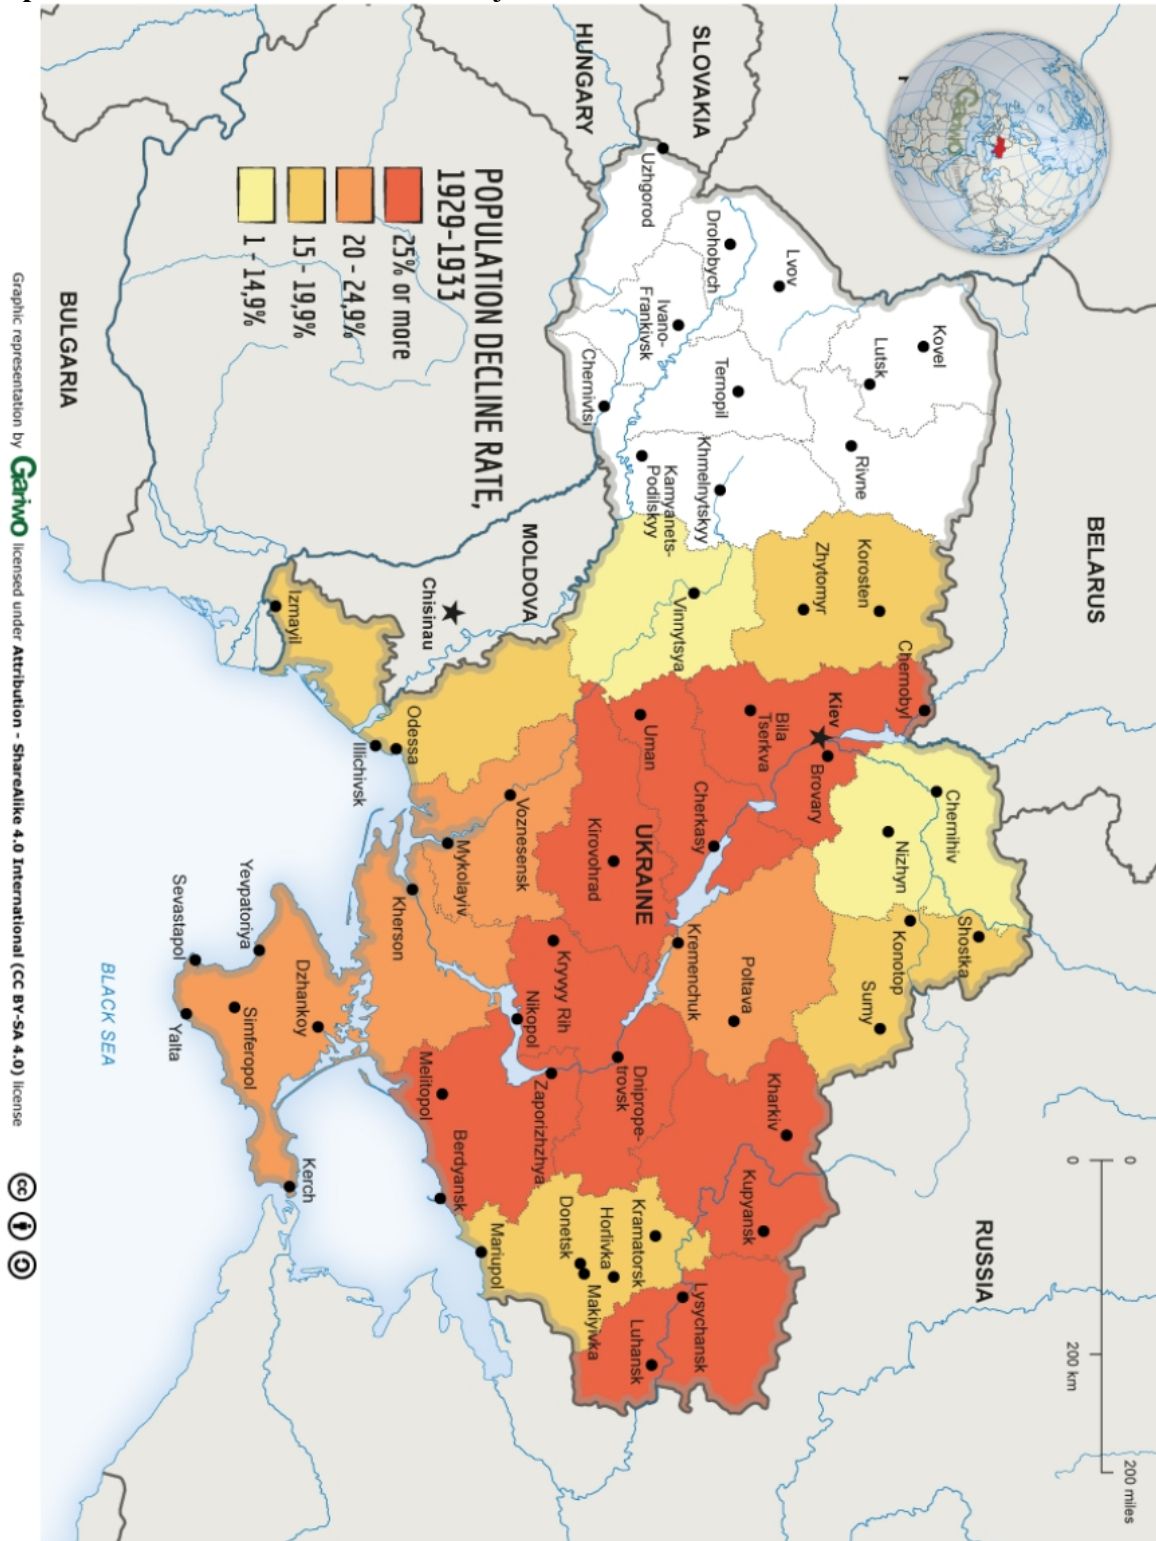 SLOVAKIA
HUNGARY
BELARUS
RUSSIA
MOLDOVA
BULGARIA
UKRAINE
BLACK SEA
Uzhgorod
Drohobych
Lvov
Ivano-
Frankivsk
Chernivtsi
Ternopil
Lutsk
Kovel
Rivne
Khmelnytskyy
Kamyanets-
Podilskyy
Korosten
Zhytomyr
Vinnytsya
Chernobyl
Kiev
Bila
Tserkva
Brovary
Uman
Cherkasy
Kirovohrad
Chernihiv
Nizhyn
Shostka
Konotop
Sumy
Poltava
Kremenchuk
Kharkiv
Kupyansk
Dniprope-
trovsk
Kryvyy Rih
Nikopol
Zaporizhzhya
Melitopol
Berdyansk
Mariupol
Donetsk
Horlivka
Kramatorsk
Makiyivka
Luhansk
Lysychansk
Chisinau
Izmayil
Odessa
Illichivsk
Voznesensk
Mykolayiv
Kherson
Yevpatoriya
Sevastapol
Dzhankoy
Simferopol
Yalta
Kerch
POPULATION DECLINE RATE,
1929-1933
25% or more
20 - 24,9%
15 - 19,9%
1 - 14,9%
0
200 km
0
200 miles
Gariwo
Graphic representation by Gariwo licensed under Attribution - ShareAlike 4.0 International (CC BY-SA 4.0) license
cc